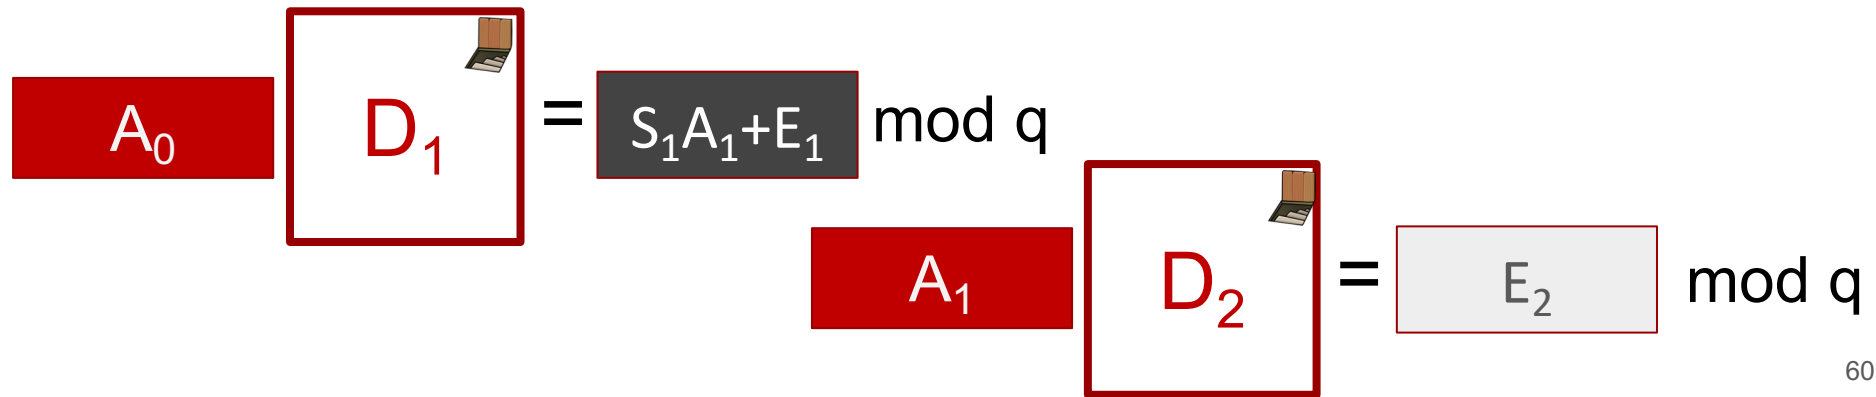 A₀ D₁ = S₁A₁+E₁ mod q
A₁ D₂ = E₂ mod q
60